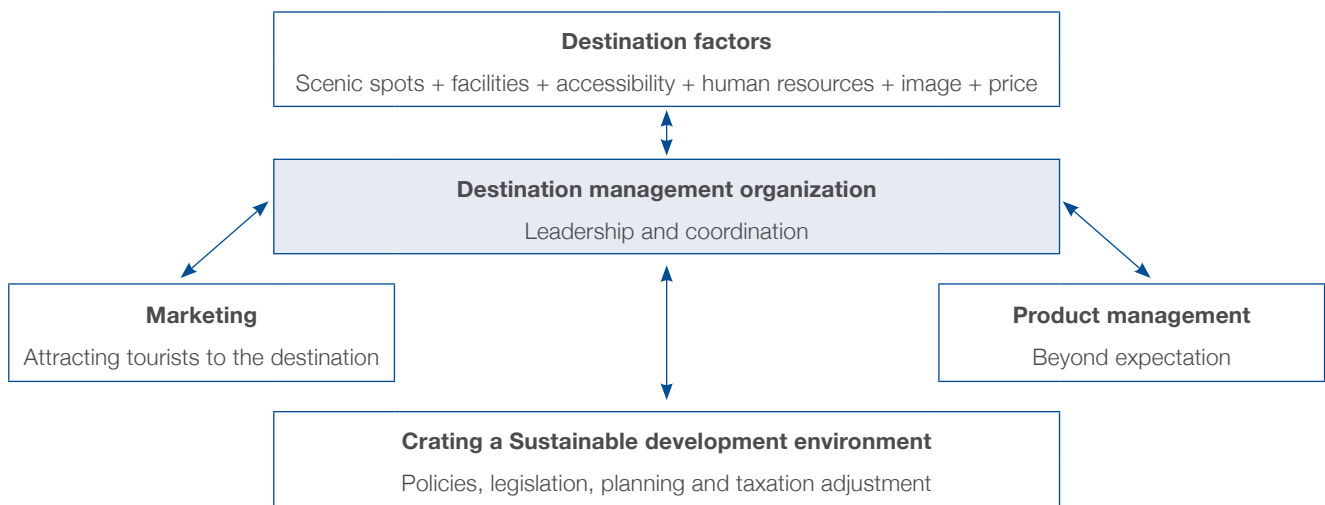 Destination factors
Scenic spots + facilities + accessibility + human resources + image + price
Destination management organization
Leadership and coordination
Marketing
Attracting tourists to the destination
Product management
Beyond expectation
Crating a Sustainable development environment
Policies, legislation, planning and taxation adjustment